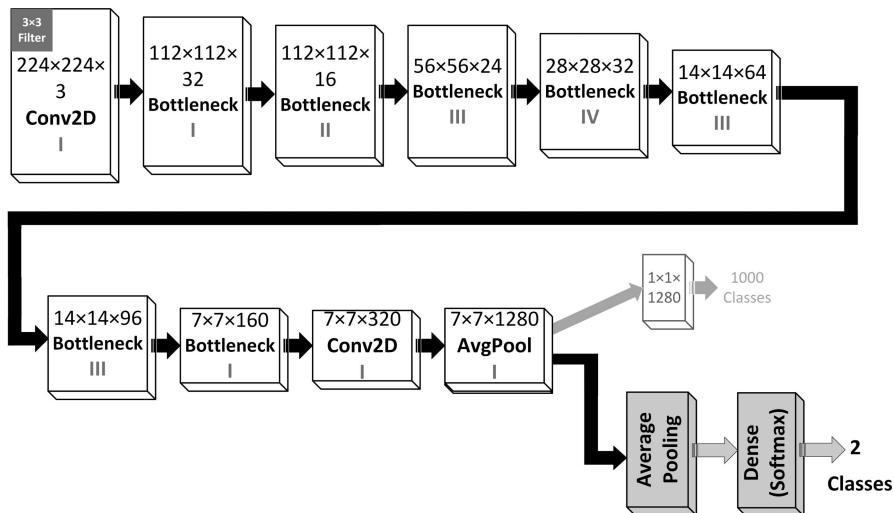 3×3
Filter
224×224×
3
Conv2D
I
112×112×
32
Bottleneck
I
112×112×
16
Bottleneck
II
56×56×24
Bottleneck
III
28×28×32
Bottleneck
IV
14×14×64
Bottleneck
III
14×14×96
Bottleneck
III
7×7×160
Bottleneck
I
7×7×320
Conv2D
I
7×7×1280
AvgPool
I
1×1×
1280
1000
Classes
Average
Pooling
Dense
(Softmax)
2
Classes